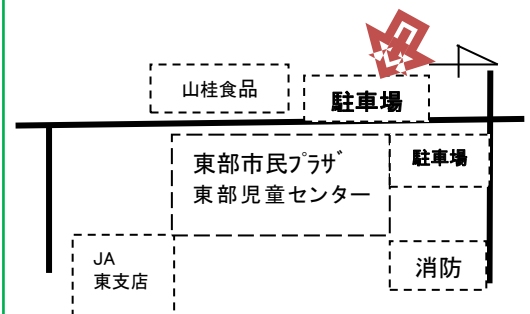 山桂食品
駐車場
東部市民ﾌﾟﾗｻﾞ
東部児童センター
駐車場
JA
東支店
消防